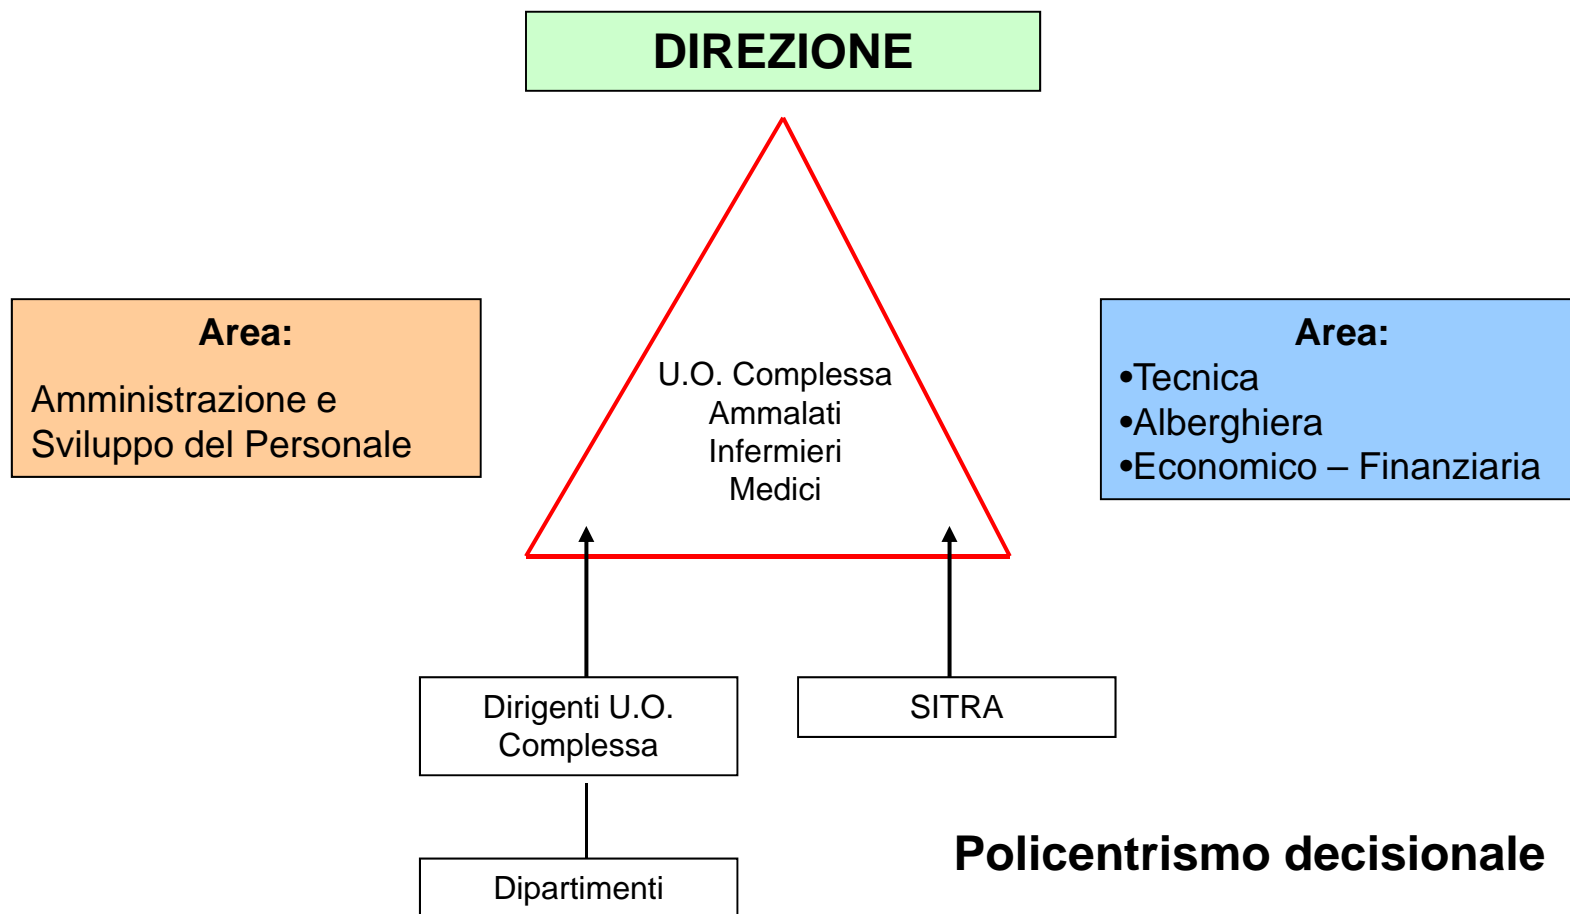 DIREZIONE
Area:
Amministrazione e
Sviluppo del Personale
U.O. Complessa
Ammalati
Infermieri
Medici
Area:
•Tecnica
•Alberghiera
•Economico – Finanziaria
Dirigenti U.O.
Complessa
SITRA
Dipartimenti
Policentrismo decisionale